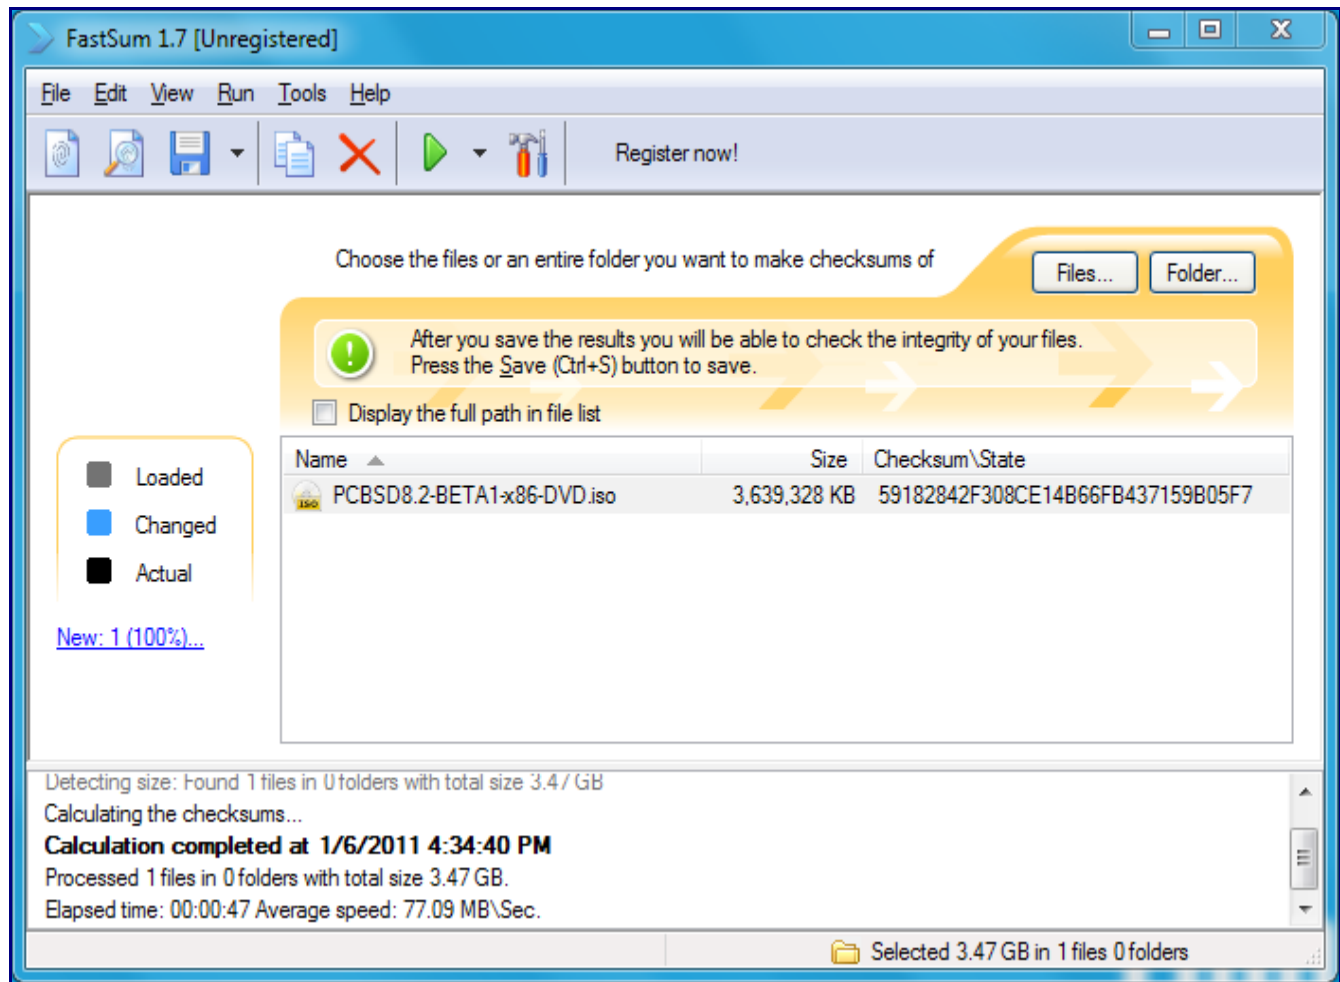 FastSum 1.7 [Unregistered]
File Edit View Run Tools Help
Register now!
Choose the files or an entire folder you want to make checksums of
Files... Folder...
After you save the results you will be able to check the integrity of your files.
Press the Save (Ctrl+S) button to save.
Display the full path in file list
Loaded
Changed
Actual
New: 1 (100%)...
Name Size Checksum\State
ISO PCBSD8.2-BETA1-x86-DVD.iso 3,639,328 KB 59182842F308CE14B66FB437159B05F7
Detecting size: Found 1 files in 0 folders with total size 3.47 GB
Calculating the checksums...
Calculation completed at 1/6/2011 4:34:40 PM
Processed 1 files in 0 folders with total size 3.47 GB.
Elapsed time: 00:00:47 Average speed: 77.09 MB\Sec.
Selected 3.47 GB in 1 files 0 folders